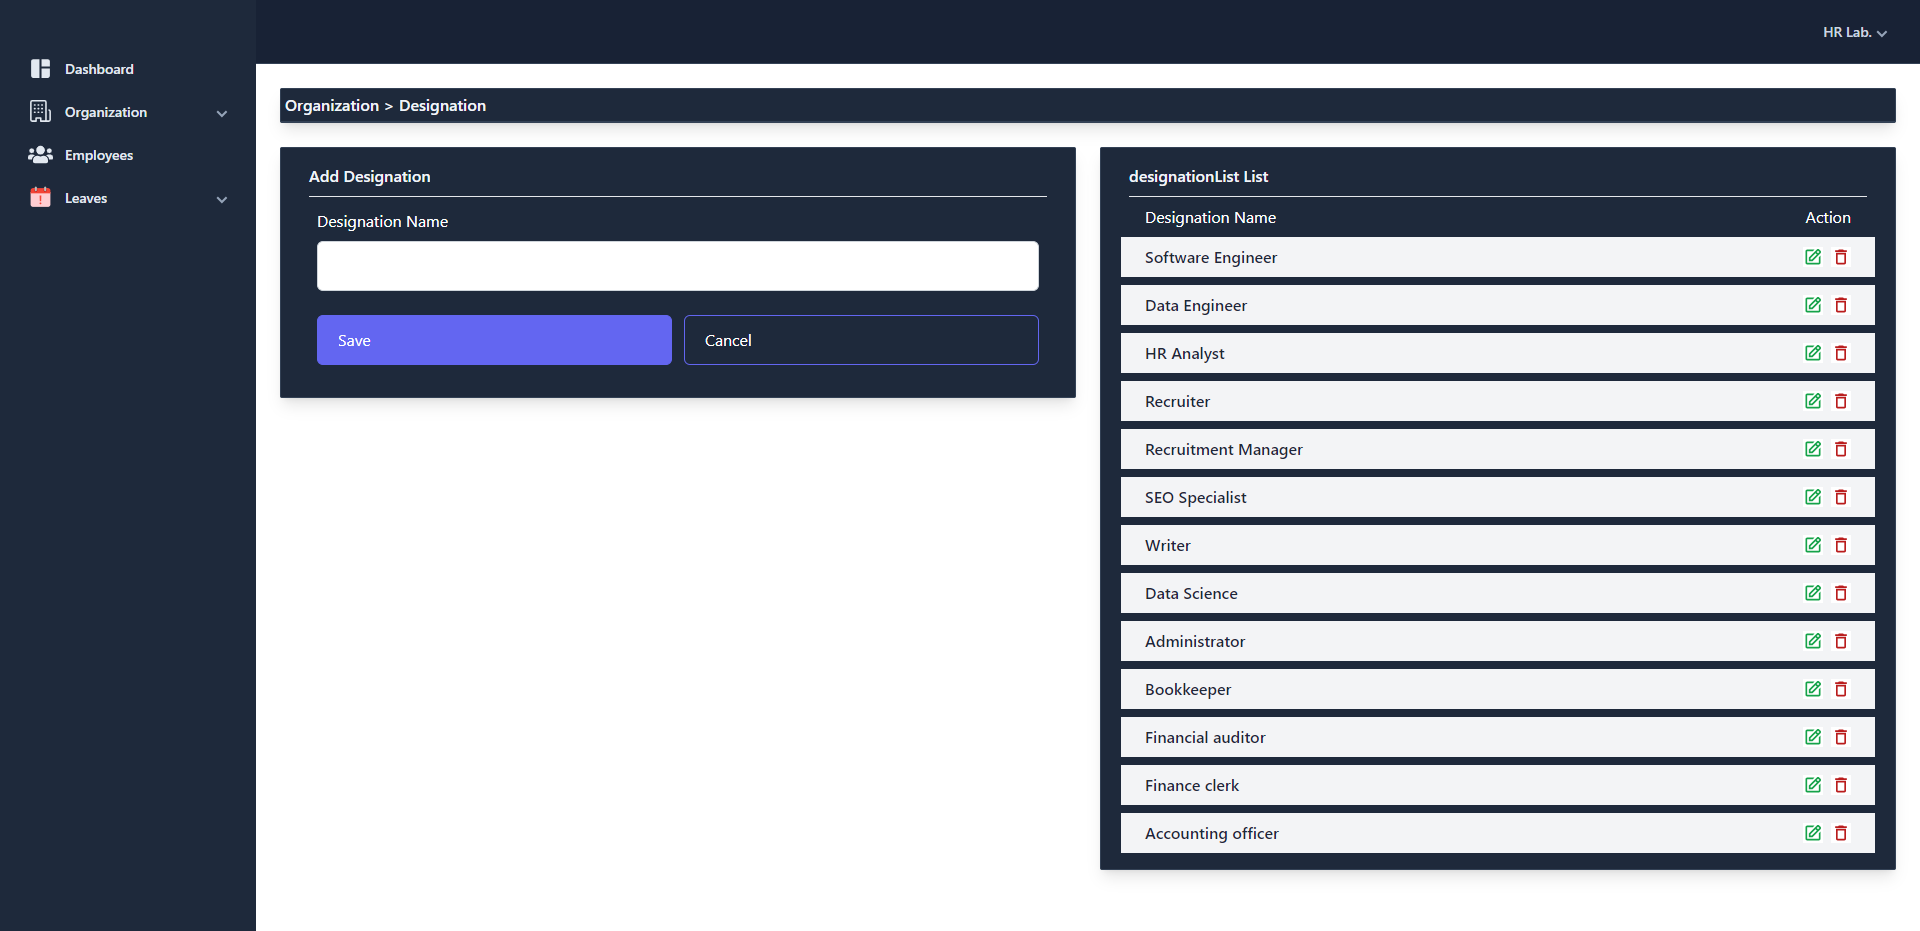 HR Lab.
Dashboard
Organization
Employees
Leaves
Organization > Designation
Add Designation
Designation Name
Save
Cancel
designationList List
Designation Name Action
Software Engineer
Data Engineer
HR Analyst
Recruiter
Recruitment Manager
SEO Specialist
Writer
Data Science
Administrator
Bookkeeper
Financial auditor
Finance clerk
Accounting officer